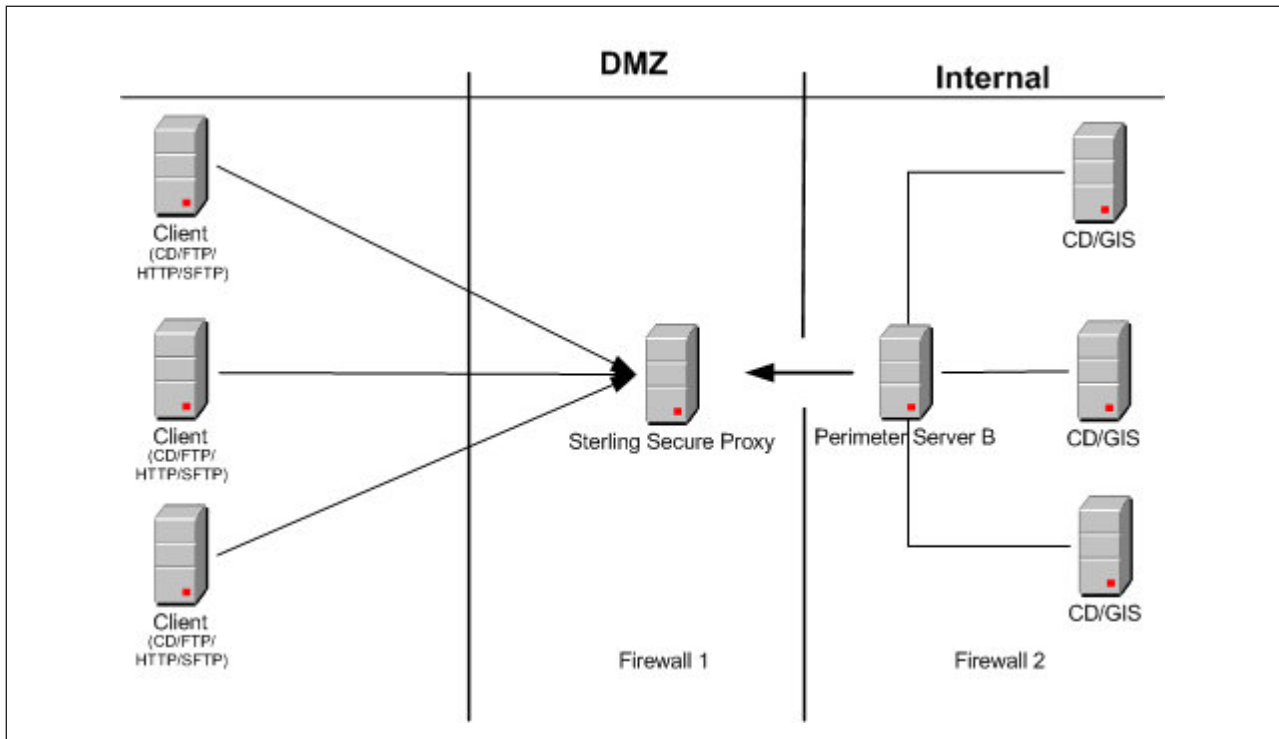 DMZ
Internal
Client
(CD/FTP/
HTTP/SFTP)
CD/GIS
Client
(CD/FTP/
HTTP/SFTP)
Sterling Secure Proxy
Perimeter Server B
CD/GIS
Client
(CD/FTP/
HTTP/SFTP)
CD/GIS
Firewall 1
Firewall 2